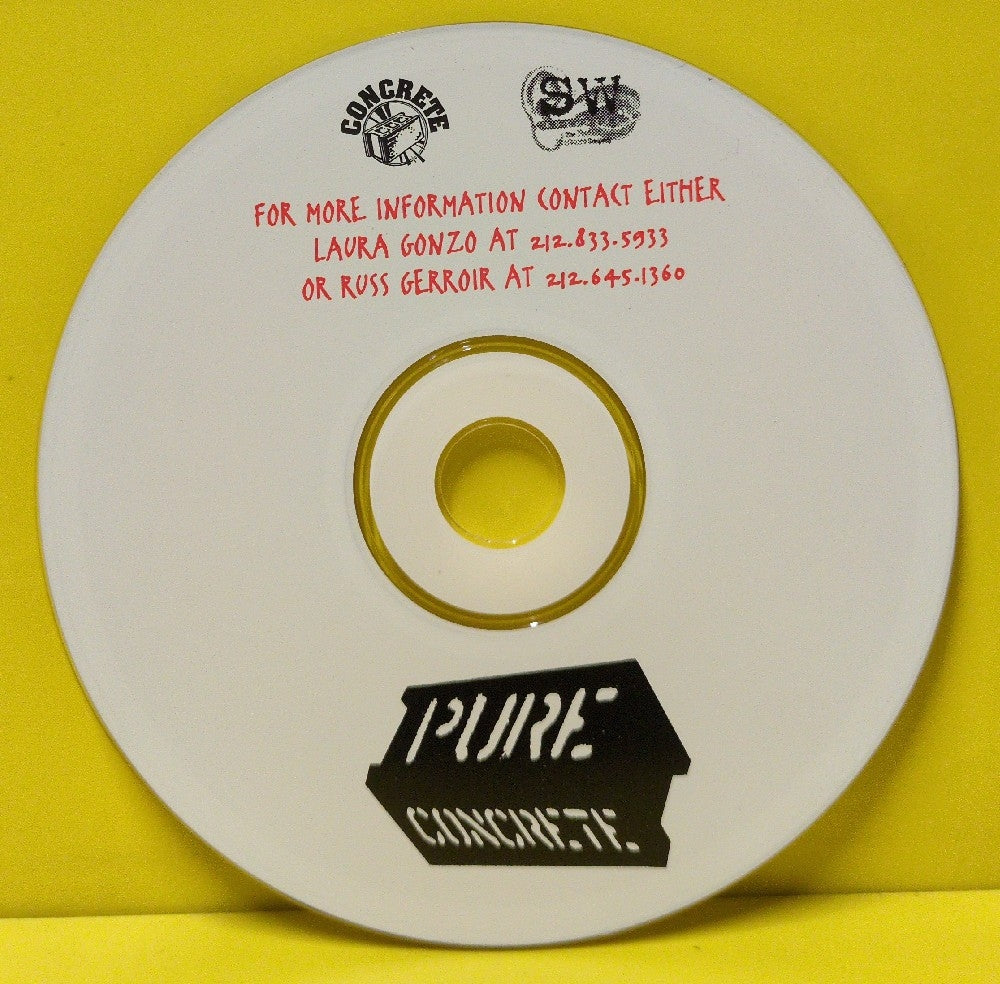 CONCRETE
SW
FOR MORE INFORMATION CONTACT EITHER
LAURA GONZO AT 212.833.5933
OR RUSS GERROIR AT 212.645.1360
PURE
CONCRETE